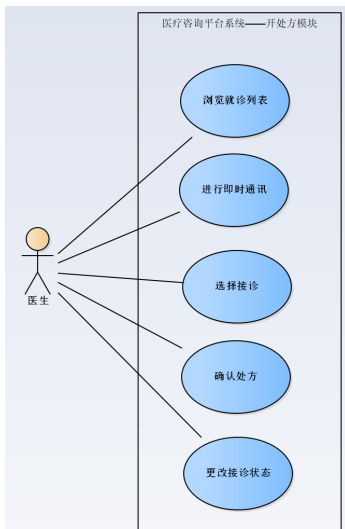 医疗咨询平台系统——开处方模块
浏览就诊列表
进行即时通讯
医生
选择接诊
确认处方
更改接诊状态